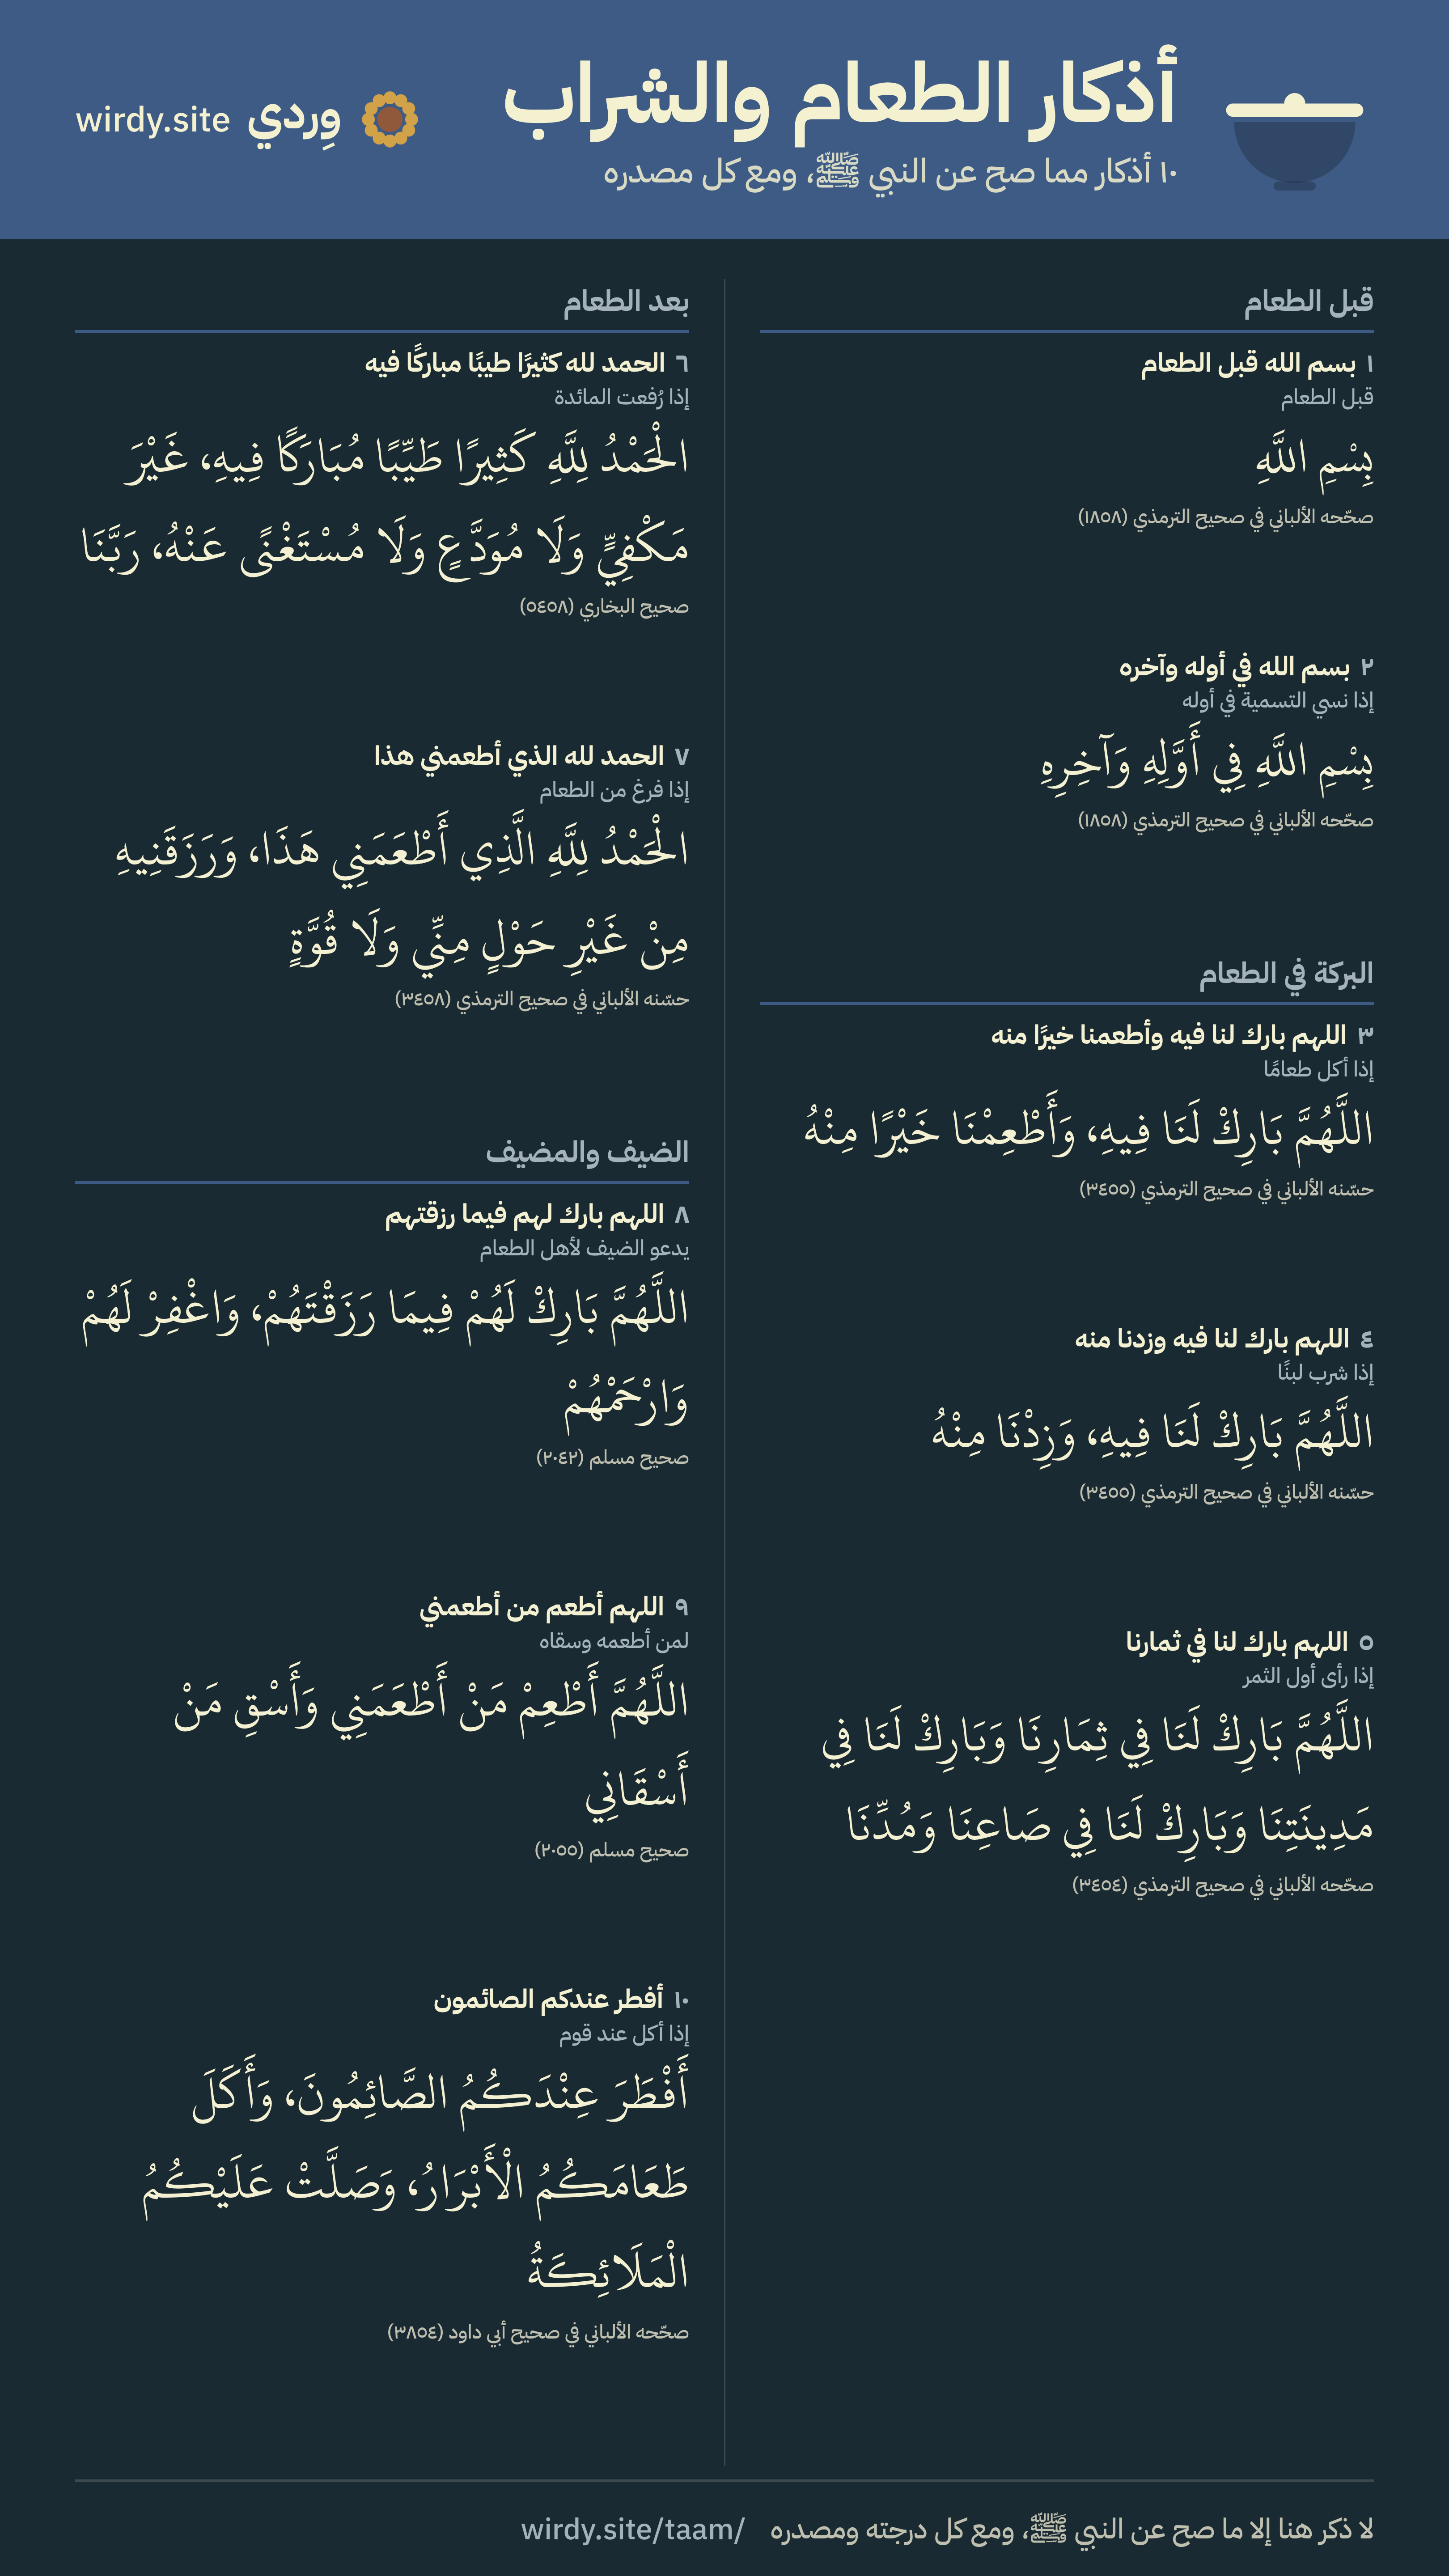 أذكار الطعام والشراب
١٠ أذكار مما صح عن النبي ﷺ، ومع كل مصدره
وِردي wirdy.site
قبل الطعام
١ بسم الله قبل الطعام
قبل الطعام
بِسْمِ اللَّهِ
صحّحه الألباني في صحيح الترمذي (١٨٥٨)
٢ بسم الله في أوله وآخره
إذا نسي التسمية في أوله
بِسْمِ اللَّهِ فِي أَوَّلِهِ وَآخِرِهِ
صحّحه الألباني في صحيح الترمذي (١٨٥٨)
البركة في الطعام
٣ اللهم بارك لنا فيه وأطعمنا خيرًا منه
إذا أكل طعامًا
اللَّهُمَّ بَارِكْ لَنَا فِيهِ، وَأَطْعِمْنَا خَيْرًا مِنْهُ
حسّنه الألباني في صحيح الترمذي (٣٤٥٥)
٤ اللهم بارك لنا فيه وزدنا منه
إذا شرب لبنًا
اللَّهُمَّ بَارِكْ لَنَا فِيهِ، وَزِدْنَا مِنْهُ
حسّنه الألباني في صحيح الترمذي (٣٤٥٥)
٥ اللهم بارك لنا في ثمارنا
إذا رأى أول الثمر
اللَّهُمَّ بَارِكْ لَنَا فِي ثِمَارِنَا وَبَارِكْ لَنَا فِي
مَدِينَتِنَا وَبَارِكْ لَنَا فِي صَاعِنَا وَمُدِّنَا
صحّحه الألباني في صحيح الترمذي (٣٤٥٤)
بعد الطعام
٦ الحمد لله كثيرًا طيبًا مباركًا فيه
إذا رُفعت المائدة
الْحَمْدُ لِلَّهِ كَثِيرًا طَيِّبًا مُبَارَكًا فِيهِ، غَيْرَ
مَكْفِيٍّ وَلَا مُوَدَّعٍ وَلَا مُسْتَغْنًى عَنْهُ، رَبَّنَا
صحيح البخاري (٥٤٥٨)
٧ الحمد لله الذي أطعمني هذا
إذا فرغ من الطعام
الْحَمْدُ لِلَّهِ الَّذِي أَطْعَمَنِي هَذَا، وَرَزَقَنِيهِ
مِنْ غَيْرِ حَوْلٍ مِنِّي وَلَا قُوَّةٍ
حسّنه الألباني في صحيح الترمذي (٣٤٥٨)
الضيف والمضيف
٨ اللهم بارك لهم فيما رزقتهم
يدعو الضيف لأهل الطعام
اللَّهُمَّ بَارِكْ لَهُمْ فِيمَا رَزَقْتَهُمْ، وَاغْفِرْ لَهُمْ
وَارْحَمْهُمْ
صحيح مسلم (٢٠٤٢)
٩ اللهم أطعم من أطعمني
لمن أطعمه وسقاه
اللَّهُمَّ أَطْعِمْ مَنْ أَطْعَمَنِي وَأَسْقِ مَنْ
أَسْقَانِي
صحيح مسلم (٢٠٥٥)
١٠ أفطر عندكم الصائمون
إذا أكل عند قوم
أَفْطَرَ عِنْدَكُمُ الصَّائِمُونَ، وَأَكَلَ
طَعَامَكُمُ الْأَبْرَارُ، وَصَلَّتْ عَلَيْكُمُ
الْمَلَائِكَةُ
صحّحه الألباني في صحيح أبي داود (٣٨٥٤)
لا ذكر هنا إلا ما صح عن النبي ﷺ، ومع كل درجته ومصدره wirdy.site/taam/